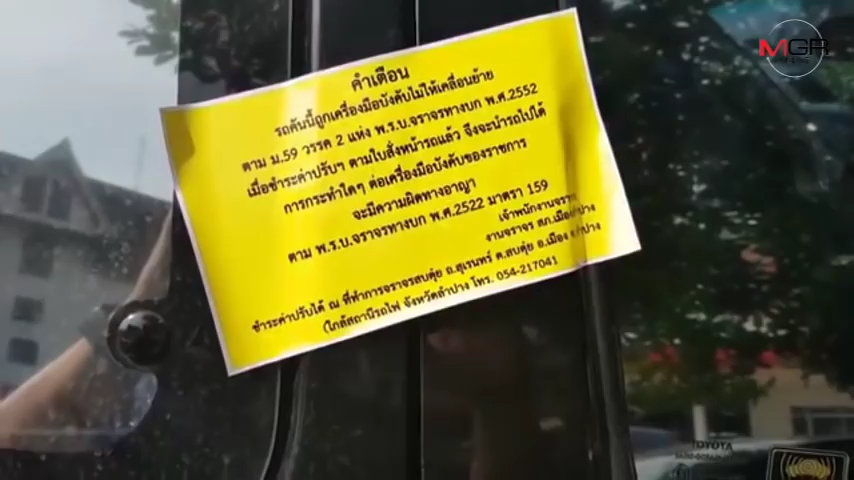 MGR
คำเตือน
รถคันนี้ถูกเครื่องมือบังคับไม่ให้เคลื่อนย้าย
ตาม ม.59 วรรค 2 แห่ง พ.ร.บ.จราจรทางบก พ.ศ.2552
เมื่อชำระค่าปรับฯ ตามใบสั่งหน้ารถแล้ว จึงจะนำรถไปได้
การกระทำใดๆ ต่อเครื่องมือบังคับของราชการ
จะมีความผิดทางอาญา
ตาม พ.ร.บ.จราจรทางบก พ.ศ.2522 มาตรา 159
เจ้าพนักงานจราจร
งานจราจร สภ.เมืองลำปาง
ชำระค่าปรับได้ ณ ที่ทำการจราจรสบตุ๋ย ถ.สุเรนทร์ ต.สบตุ๋ย อ.เมือง จ.ลำปาง
(ใกล้สถานีรถไฟ จังหวัดลำปาง โทร. 054-217041
TOYOTA